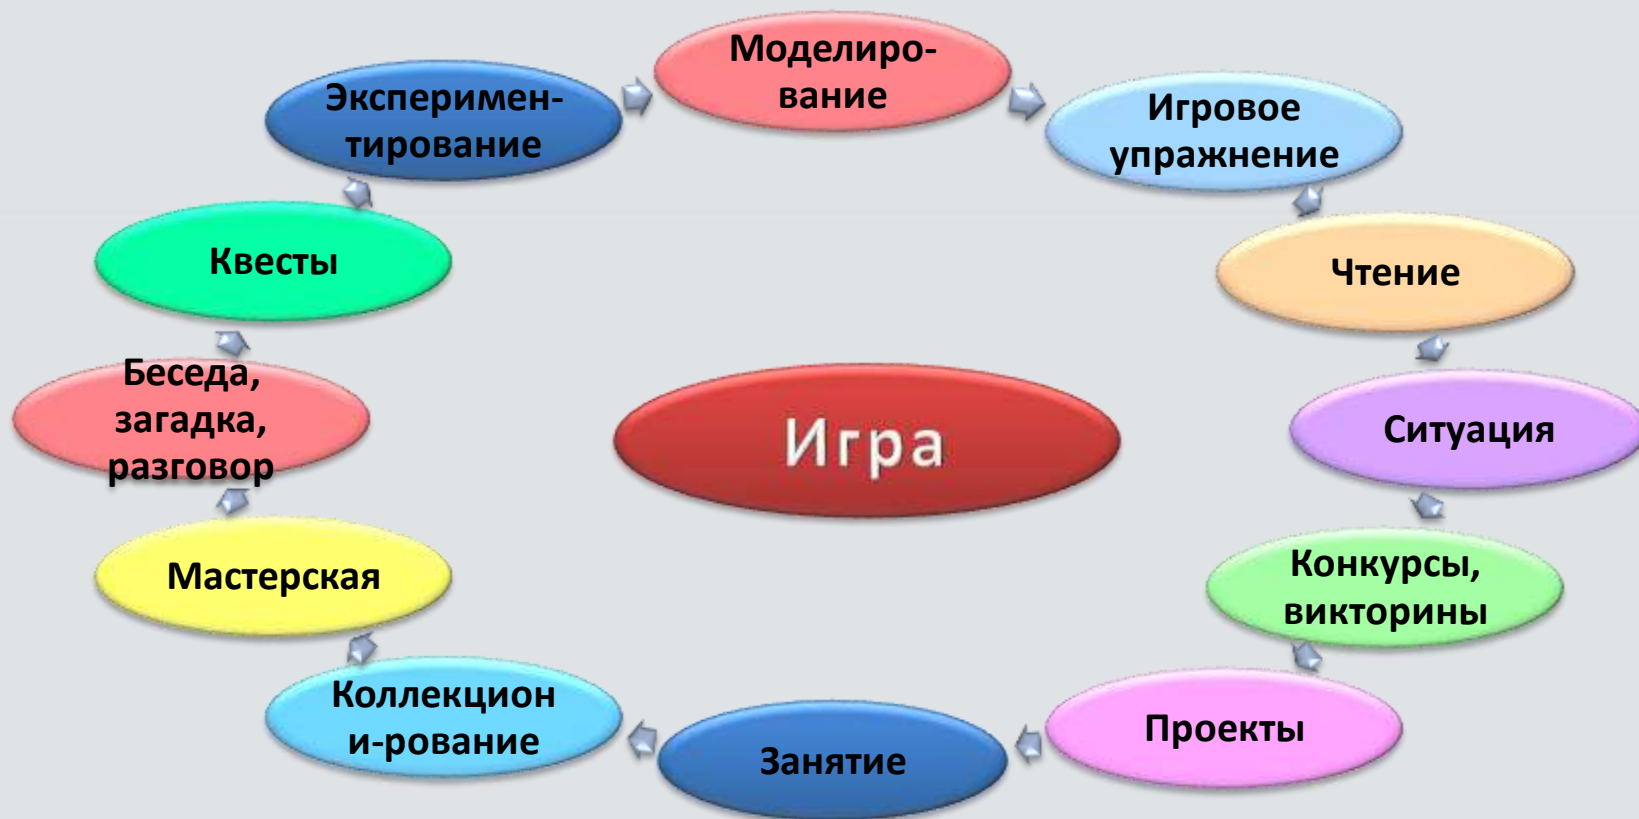 Моделиро-
вание
Эксперимен-
тирование
Игровое
упражнение
Квесты
Чтение
Беседа,
загадка,
разговор
Игра
Ситуация
Мастерская
Конкурсы,
викторины
Коллекцион
и-рование
Занятие
Проекты